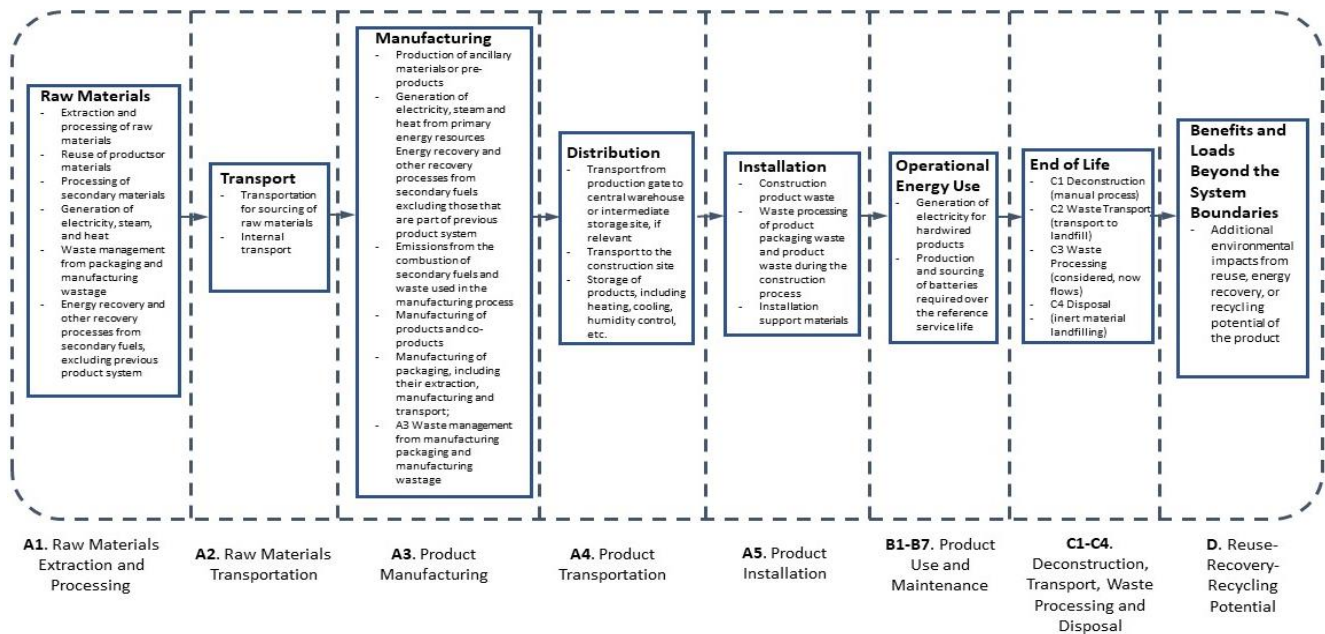 Raw Materials
- Extraction and
processing of raw
materials
- Reuse of productsor
materials
- Processing of
secondary materials
- Generation of
electricity, steam,
and heat
- Waste management
from packaging and
manufacturing
wastage
- Energy recovery and
other recovery
processes from
secondary fuels,
excluding previous
product system
Transport
- Transportation
for sourcing of
raw materials
- Internal
transport
Manufacturing
- Production of ancillary
materials or pre-
products
- Generation of
electricity, steam and
heat from primary
energy resources
Energy recovery and
other recovery
processes from
secondary fuels
excluding those that
are part of previous
product system
- Emissions from the
combustion of
secondary fuels and
waste used in the
manufacturing process
- Manufacturing of
products and co-
products
- Manufacturing of
packaging, including
their extraction,
manufacturing and
transport;
- A3 Waste management
from manufacturing
packaging and
manufacturing
wastage
Distribution
- Transport from
production gate to
central warehouse
or intermediate
storage site, if
relevant
- Transport to the
construction site
- Storage of
products, including
heating, cooling,
humidity control,
etc.
Installation
- Construction
product waste
- Waste processing
of product
packaging waste
and product
waste during the
construction
process
- Installation
support materials
Operational
Energy Use
- Generation of
electricity for
hardwired
products
- Production
and sourcing
of batteries
required over
the reference
service life
End of Life
- C1 Deconstruction
(manual process)
- C2 Waste Transport
(transport to
landfill)
- C3 Waste
Processing
(considered, now
flows)
- C4 Disposal
- (inert material
landfilling)
Benefits and
Loads
Beyond the
System
Boundaries
- Additional
environmental
impacts from
reuse, energy
recovery, or
recycling
potential of
the product
A1. Raw Materials
Extraction and
Processing
A2. Raw Materials
Transportation
A3. Product
Manufacturing
A4. Product
Transportation
A5. Product
Installation
B1-B7. Product
Use and
Maintenance
C1-C4.
Deconstruction,
Transport, Waste
Processing and
Disposal
D. Reuse-
Recovery-
Recycling
Potential